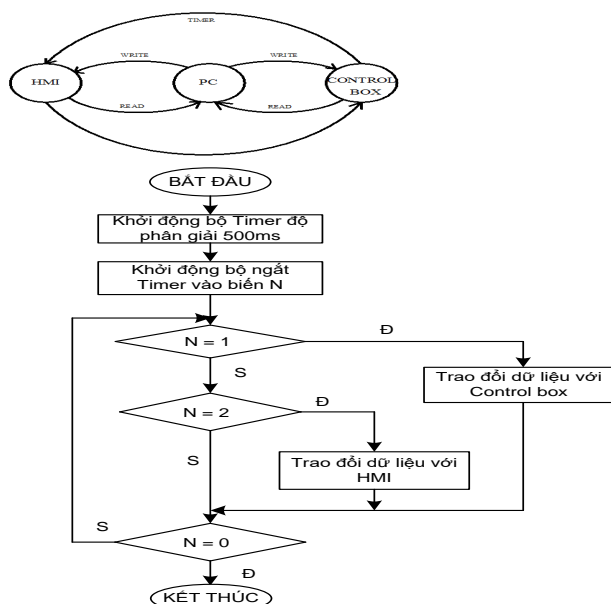 TIMER
WRITE
WRITE
HMI
PC
CONTROL
BOX
READ
READ
BẮT ĐẦU
Khởi động bộ Timer độ
phân giải 500ms
Khởi động bộ ngắt
Timer vào biến N
N = 1
Đ
S
Trao đổi dữ liệu với
Control box
N = 2
Đ
S
Trao đổi dữ liệu với
HMI
S
N = 0
Đ
KẾT THÚC